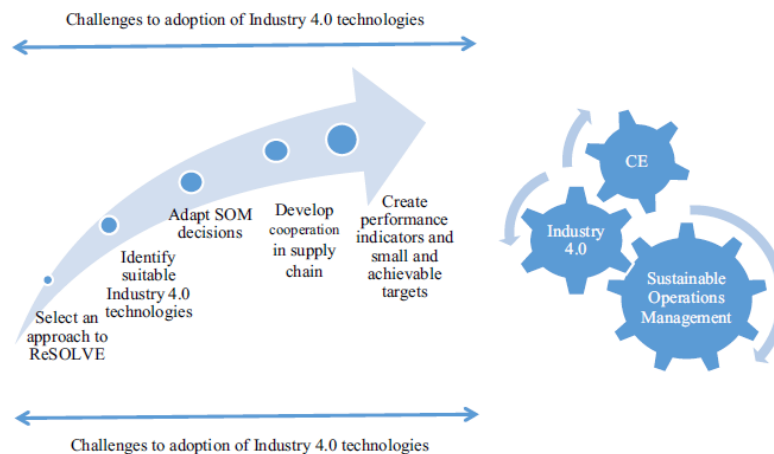 Challenges to adoption of Industry 4.0 technologies
Select an
approach to
ReSOLVE
Identify
suitable
Industry 4.0
technologies
Adapt SOM
decisions
Develop
cooperation
in supply
chain
Create
performance
indicators and
small and
achievable
targets
CE
Industry
4.0
Sustainable
Operations
Management
Challenges to adoption of Industry 4.0 technologies